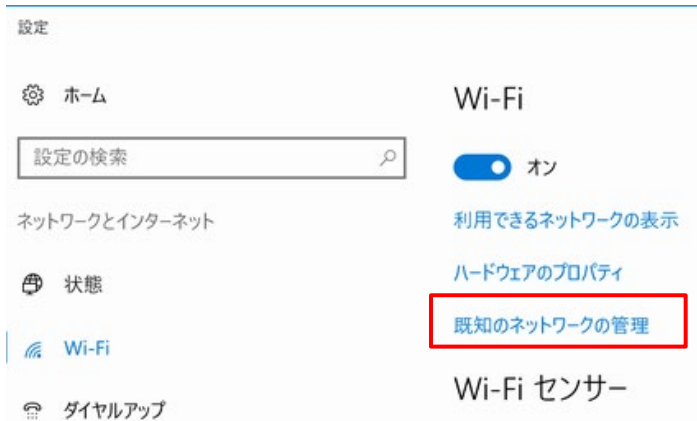 設定
ホーム
設定の検索
ネットワークとインターネット
状態
Wi-Fi
ダイヤルアップ
Wi-Fi
オン
利用できるネットワークの表示
ハードウェアのプロパティ
既知のネットワークの管理
Wi-Fi センサー